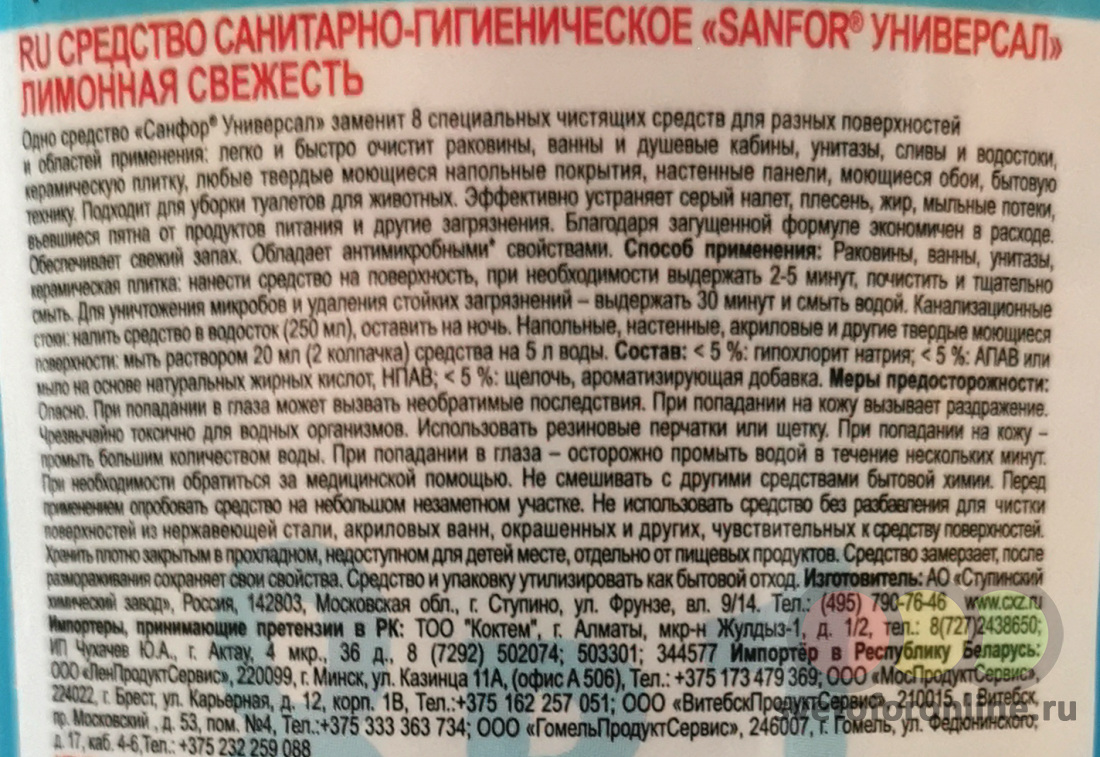 RU СРЕДСТВО САНИТАРНО-ГИГИЕНИЧЕСКОЕ «SANFOR® УНИВЕРСАЛ»
ЛИМОННАЯ СВЕЖЕСТЬ
Одно средство «Санфор® Универсал» заменит 8 специальных чистящих средств для разных поверхностей
и областей применения: легко и быстро очистит раковины, ванны и душевые кабины, унитазы, сливы и водостоки,
керамическую плитку, любые твердые моющиеся напольные покрытия, настенные панели, моющиеся обои, бытовую
технику. Подходит для уборки туалетов для животных. Эффективно устраняет серый налет, плесень, жир, мыльные потеки,
въевшиеся пятна от продуктов питания и другие загрязнения. Благодаря загущенной формуле экономичен в расходе.
Обеспечивает свежий запах. Обладает антимикробными* свойствами. Способ применения: Раковины, ванны, унитазы,
керамическая плитка: нанести средство на поверхность, при необходимости выдержать 2-5 минут, почистить и тщательно
смыть. Для уничтожения микробов и удаления стойких загрязнений – выдержать 30 минут и смыть водой. Канализационные
стоки: налить средство в водосток (250 мл), оставить на ночь. Напольные, настенные, акриловые и другие твердые моющиеся
поверхности: мыть раствором 20 мл (2 колпачка) средства на 5 л воды. Состав: < 5 %: гипохлорит натрия; < 5 %: АПАВ или
мыло на основе натуральных жирных кислот, НПАВ; < 5 %: щелочь, ароматизирующая добавка. Меры предосторожности:
Опасно. При попадании в глаза может вызвать необратимые последствия. При попадании на кожу вызывает раздражение.
Чрезвычайно токсично для водных организмов. Использовать резиновые перчатки или щетку. При попадании на кожу –
промыть большим количеством воды. При попадании в глаза – осторожно промыть водой в течение нескольких минут.
При необходимости обратиться за медицинской помощью. Не смешивать с другими средствами бытовой химии. Перед
применением опробовать средство на небольшом незаметном участке. Не использовать средство без разбавления для чистки
поверхностей из нержавеющей стали, акриловых ванн, окрашенных и других, чувствительных к средству поверхностей.
Хранить плотно закрытым в прохладном, недоступном для детей месте, отдельно от пищевых продуктов. Средство замерзает, после
размораживания сохраняет свои свойства. Средство и упаковку утилизировать как бытовой отход. Изготовитель: АО «Ступинский
химический завод», Россия, 142803, Московская обл., г. Ступино, ул. Фрунзе, вл. 9/14. Тел.: (495) 790-76-46 www.cxz.ru
Импортеры, принимающие претензии в РК: ТОО "Коктем", г. Алматы, мкр-н Жулдыз-1, д. 1/2, тел.: 8(727)2438650;
ИП Чухачев Ю.А., г. Актау, 4 мкр., 36 д., 8 (7292) 502074; 503301; 344577 Импортёр в Республику Беларусь:
ООО «ЛенПродуктСервис», 220099, г. Минск, ул. Казинца 11А, (офис А 506), Тел.: +375 173 479 369; ООО «МосПродуктСервис»,
224022, г. Брест, ул. Карьерная, д. 12, корп. 1В, Тел.:+375 162 257 051; ООО «ВитебскПродуктСервис», 210015, г. Витебск,
пр. Московский, д. 53, пом. №4, Тел.:+375 333 363 734; ООО «ГомельПродуктСервис», 246007, г. Гомель, ул. Федюнинского,
д. 17, каб. 4-6,Тел.: +375 232 259 088